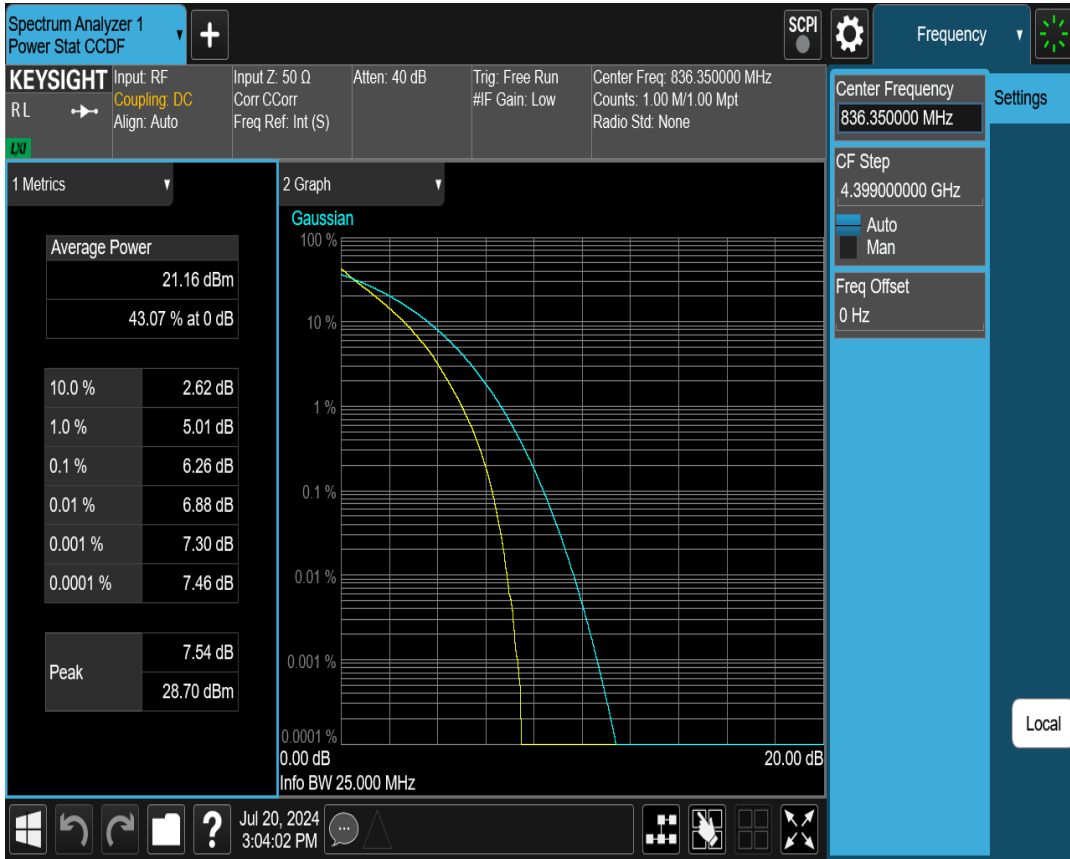 Spectrum Analyzer 1
Power Stat CCDF
SCPI
Frequency
KEYSIGHT
RL
LXI
Input: RF
Coupling: DC
Align: Auto
Input Z: 50 Ω
Corr CCorr
Freq Ref: Int (S)
Atten: 40 dB
Trig: Free Run
#IF Gain: Low
Center Freq: 836.350000 MHz
Counts: 1.00 M/1.00 Mpt
Radio Std: None
Center Frequency
836.350000 MHz
Settings
CF Step
4.399000000 GHz
Auto
Man
Freq Offset
0 Hz
Local
1 Metrics
Average Power
21.16 dBm
43.07 % at 0 dB
10.0 % 2.62 dB
1.0 % 5.01 dB
0.1 % 6.26 dB
0.01 % 6.88 dB
0.001 % 7.30 dB
0.0001 % 7.46 dB
Peak 7.54 dB
28.70 dBm
2 Graph
Gaussian
100 %
10 %
1 %
0.1 %
0.01 %
0.001 %
0.0001 %
0.00 dB 20.00 dB
Info BW 25.000 MHz
Jul 20, 2024
3:04:02 PM